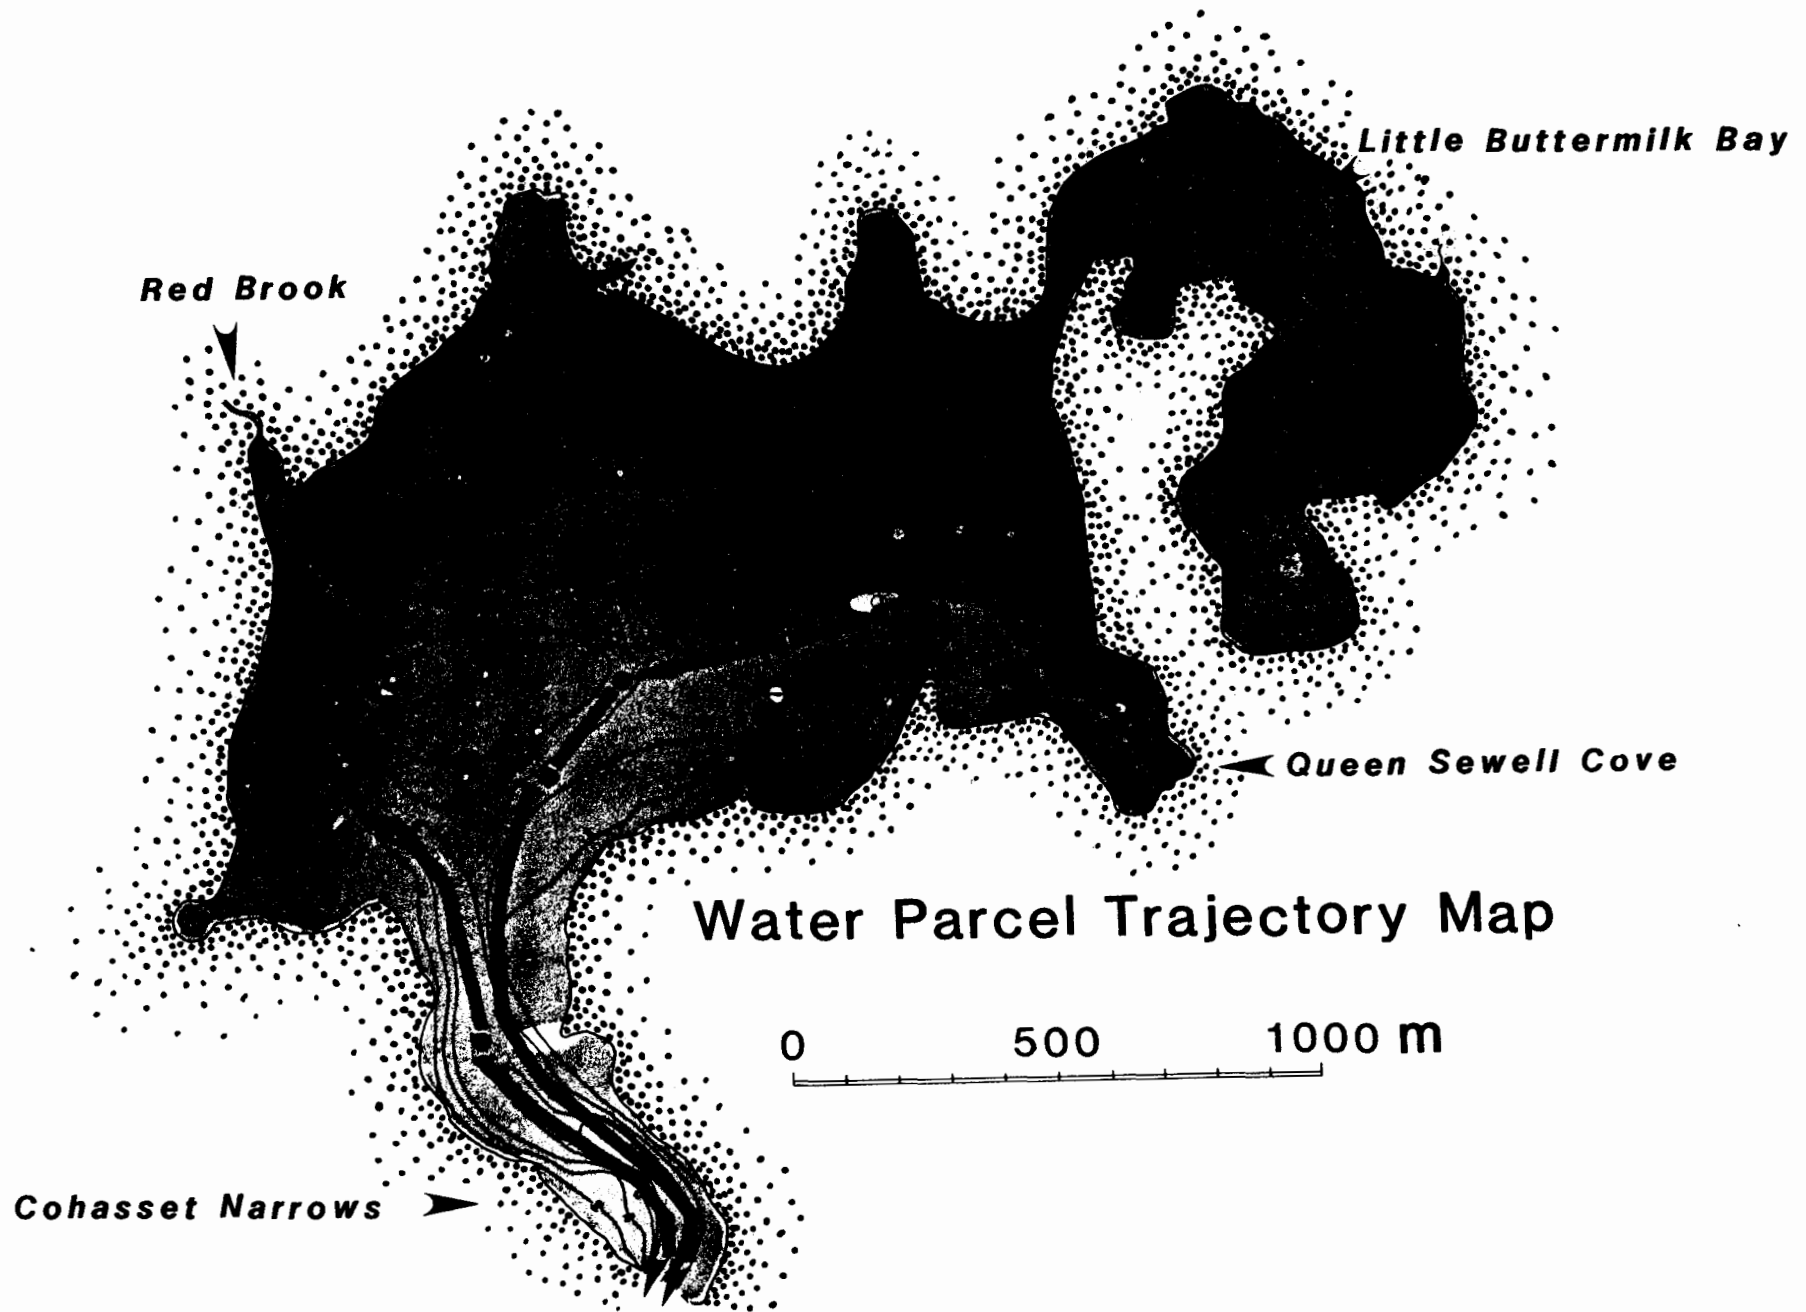 Little Buttermilk Bay
Red Brook
Queen Sewell Cove
Water Parcel Trajectory Map
0 500 1000 m
Cohasset Narrows